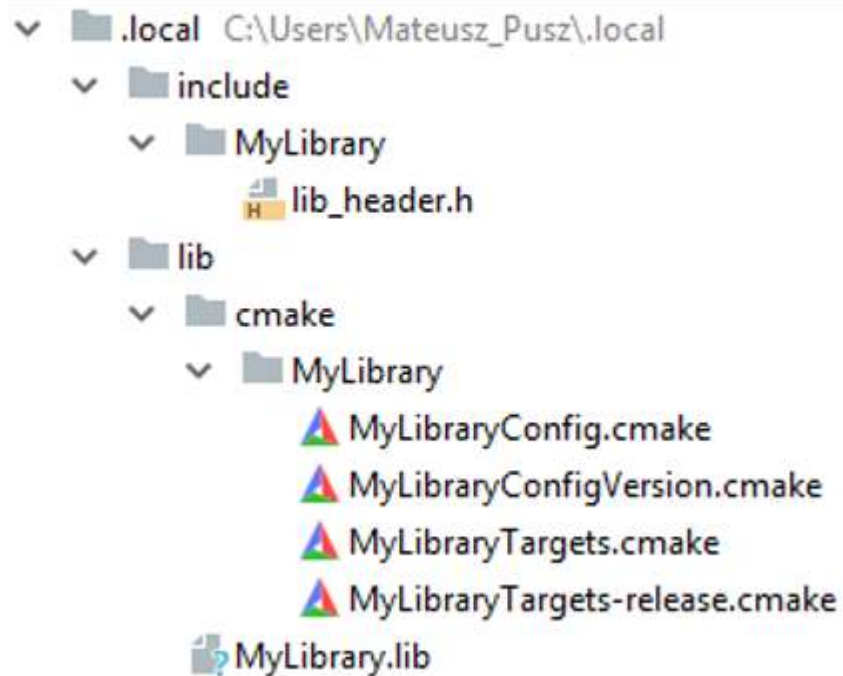 .local C:\Users\Mateusz_Pusz\.local
include
MyLibrary
H lib_header.h
lib
cmake
MyLibrary
MyLibraryConfig.cmake
MyLibraryConfigVersion.cmake
MyLibraryTargets.cmake
MyLibraryTargets-release.cmake
? MyLibrary.lib